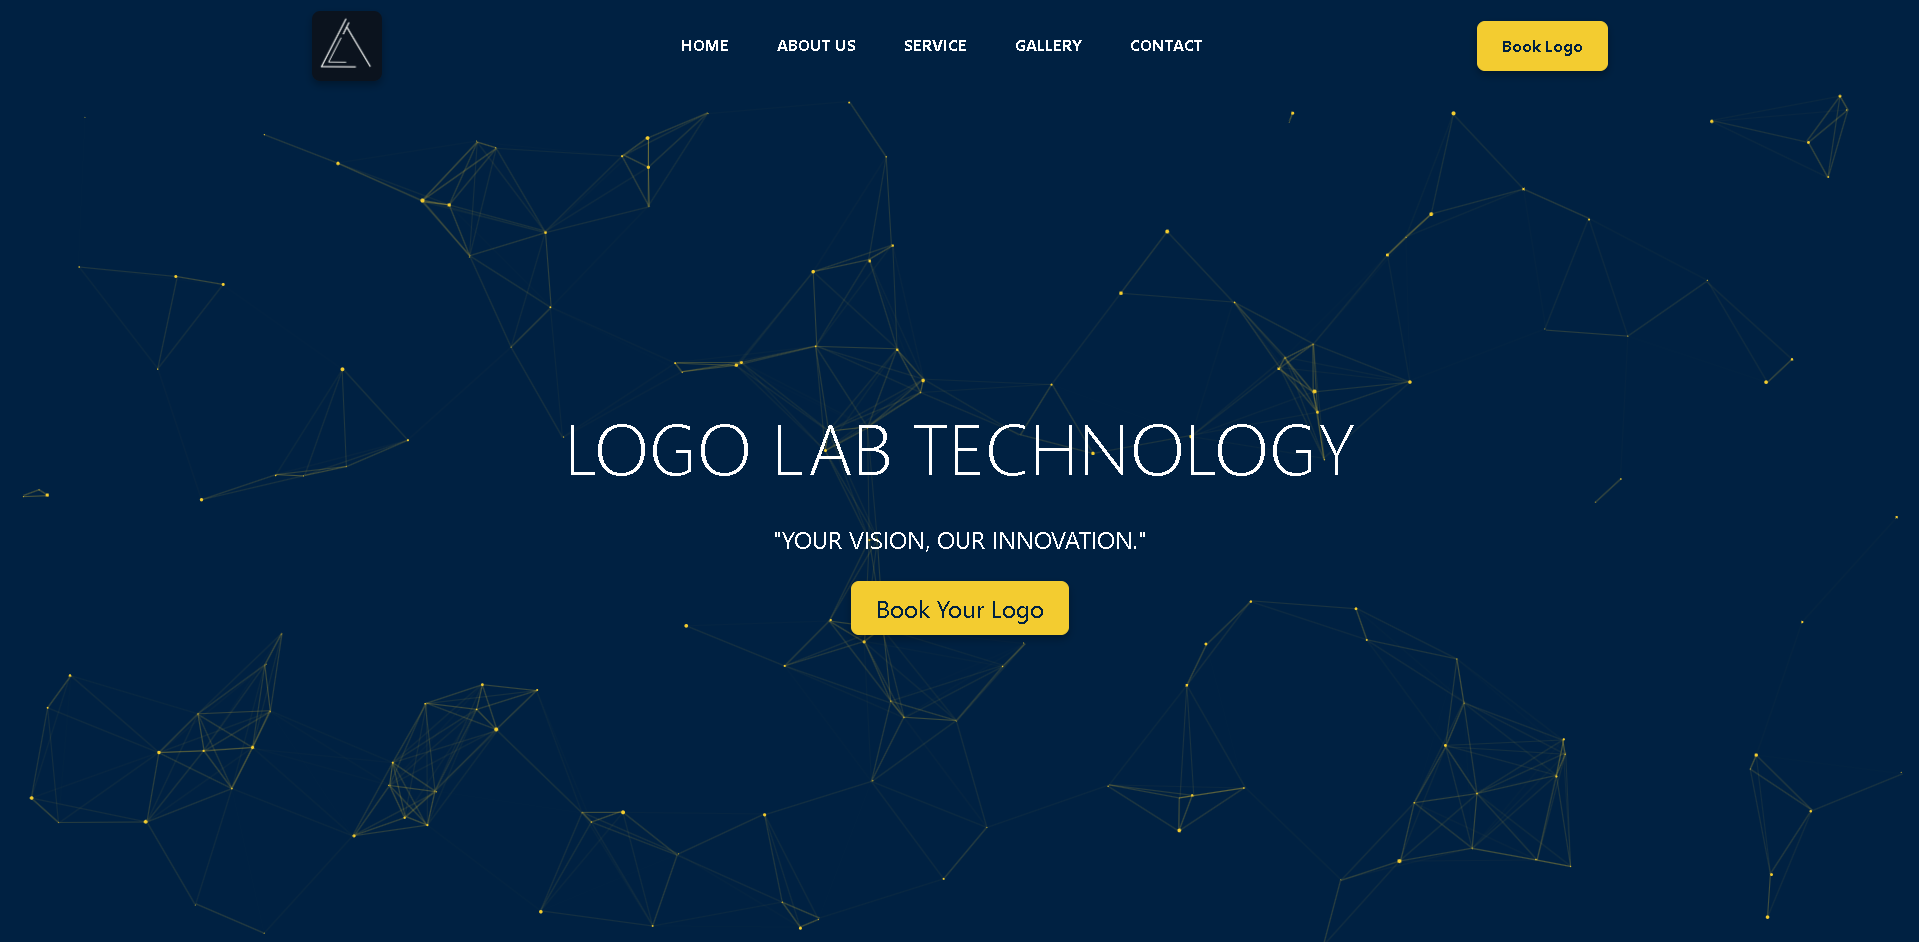 HOME ABOUT US SERVICE GALLERY CONTACT Book Logo
LOGO LAB TECHNOLOGY
"YOUR VISION, OUR INNOVATION."
Book Your Logo